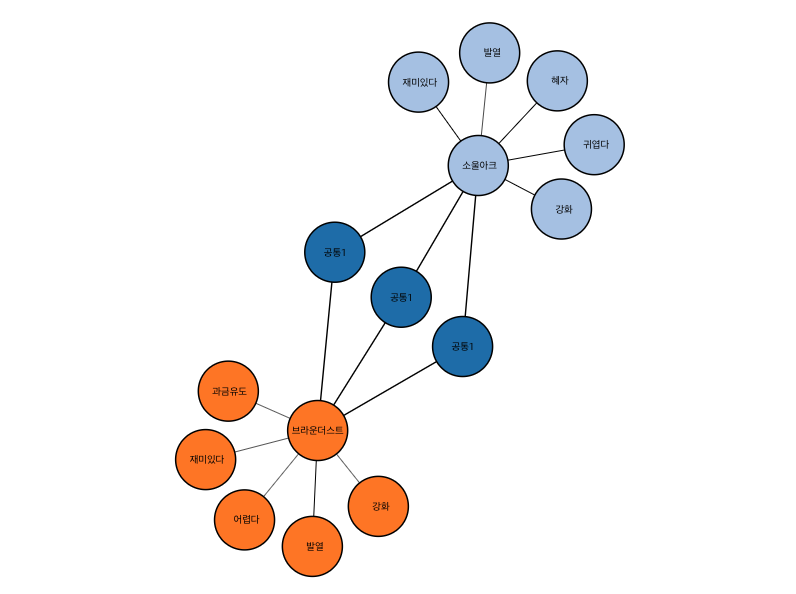 발열
재미있다
혜자
귀엽다
소울아크
강화
공통1
공통1
공통1
과금유도
브라운더스트
재미있다
어렵다
강화
발열